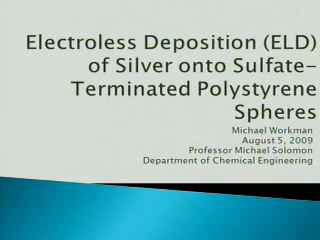 Electroless Deposition (ELD)
of Silver onto Sulfate-
Terminated Polystyrene
Spheres
Michael Workman
August 5, 2009
Professor Michael Solomon
Department of Chemical Engineering